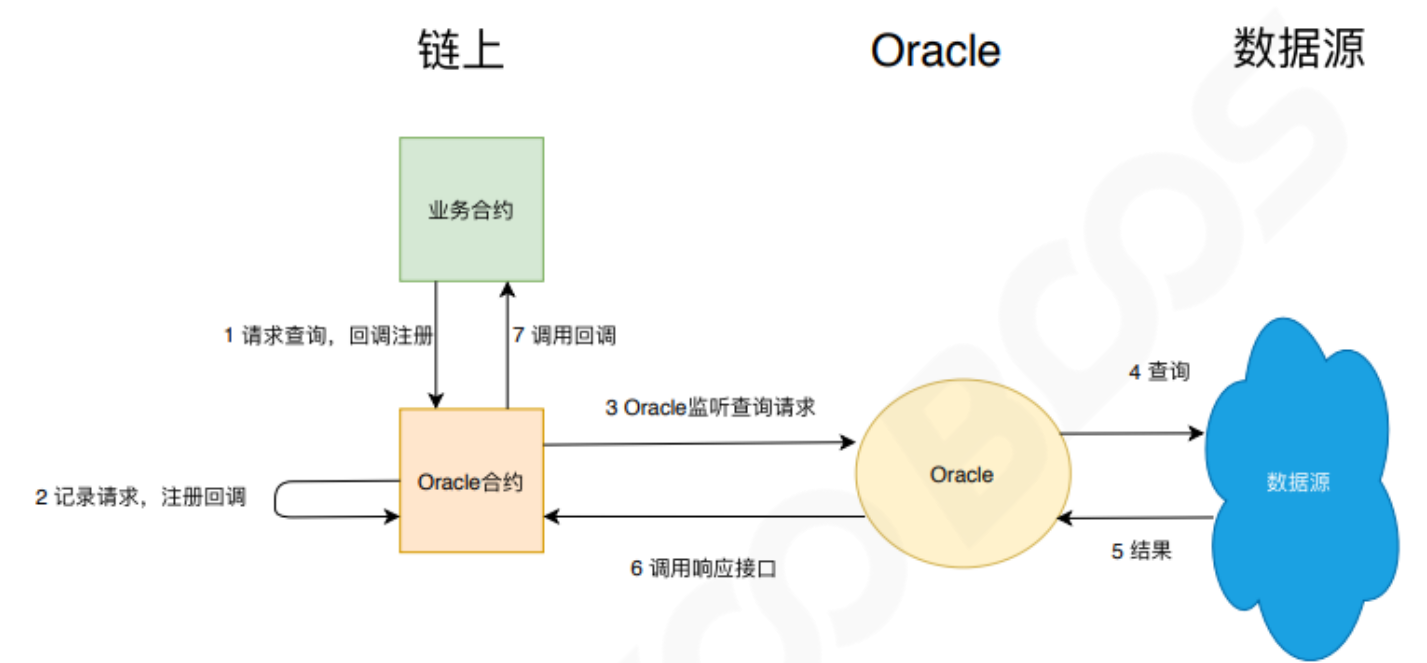 链上
Oracle
数据源
业务合约
1 请求查询，回调注册
7 调用回调
4 查询
3 Oracle监听查询请求
Oracle合约
Oracle
数据源
2 记录请求，注册回调
5 结果
6 调用响应接口